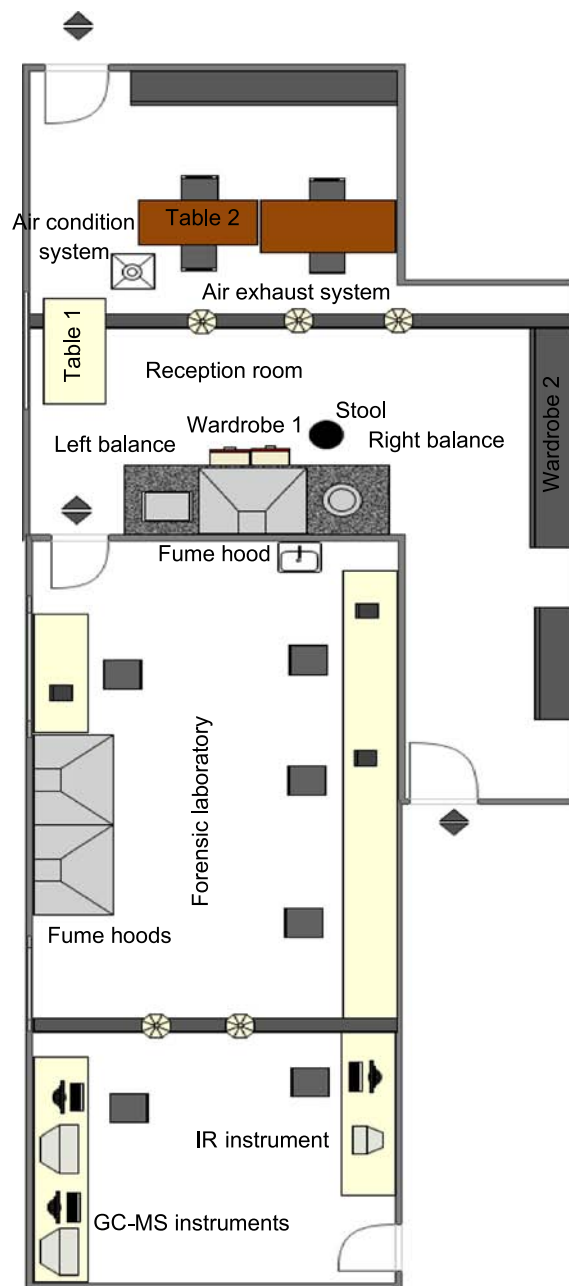 Table 2
Air condition
system
Air exhaust system
Table 1
Reception room
Wardrobe 1
Stool
Left balance
Right balance
Wardrobe 2
Fume hood
Forensic laboratory
Fume hoods
IR instrument
GC-MS instruments